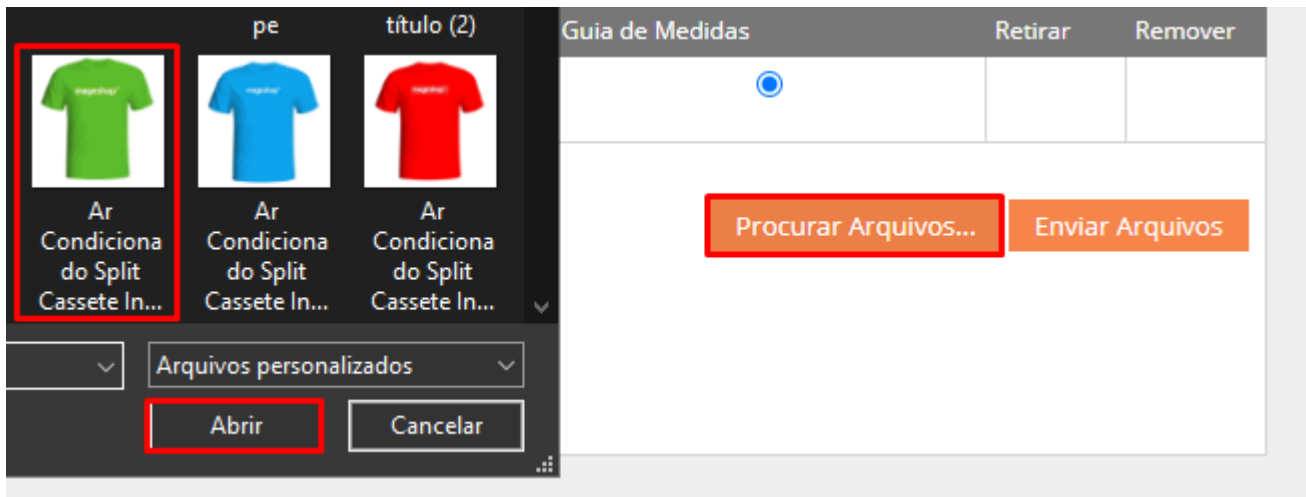 pe
título (2)
Guia de Medidas
Retirar
Remover
Ar
Condiciona
do Split
Cassete In...
Ar
Condiciona
do Split
Cassete In...
Ar
Condiciona
do Split
Cassete In...
Procurar Arquivos...
Enviar Arquivos
Arquivos personalizados
Abrir
Cancelar